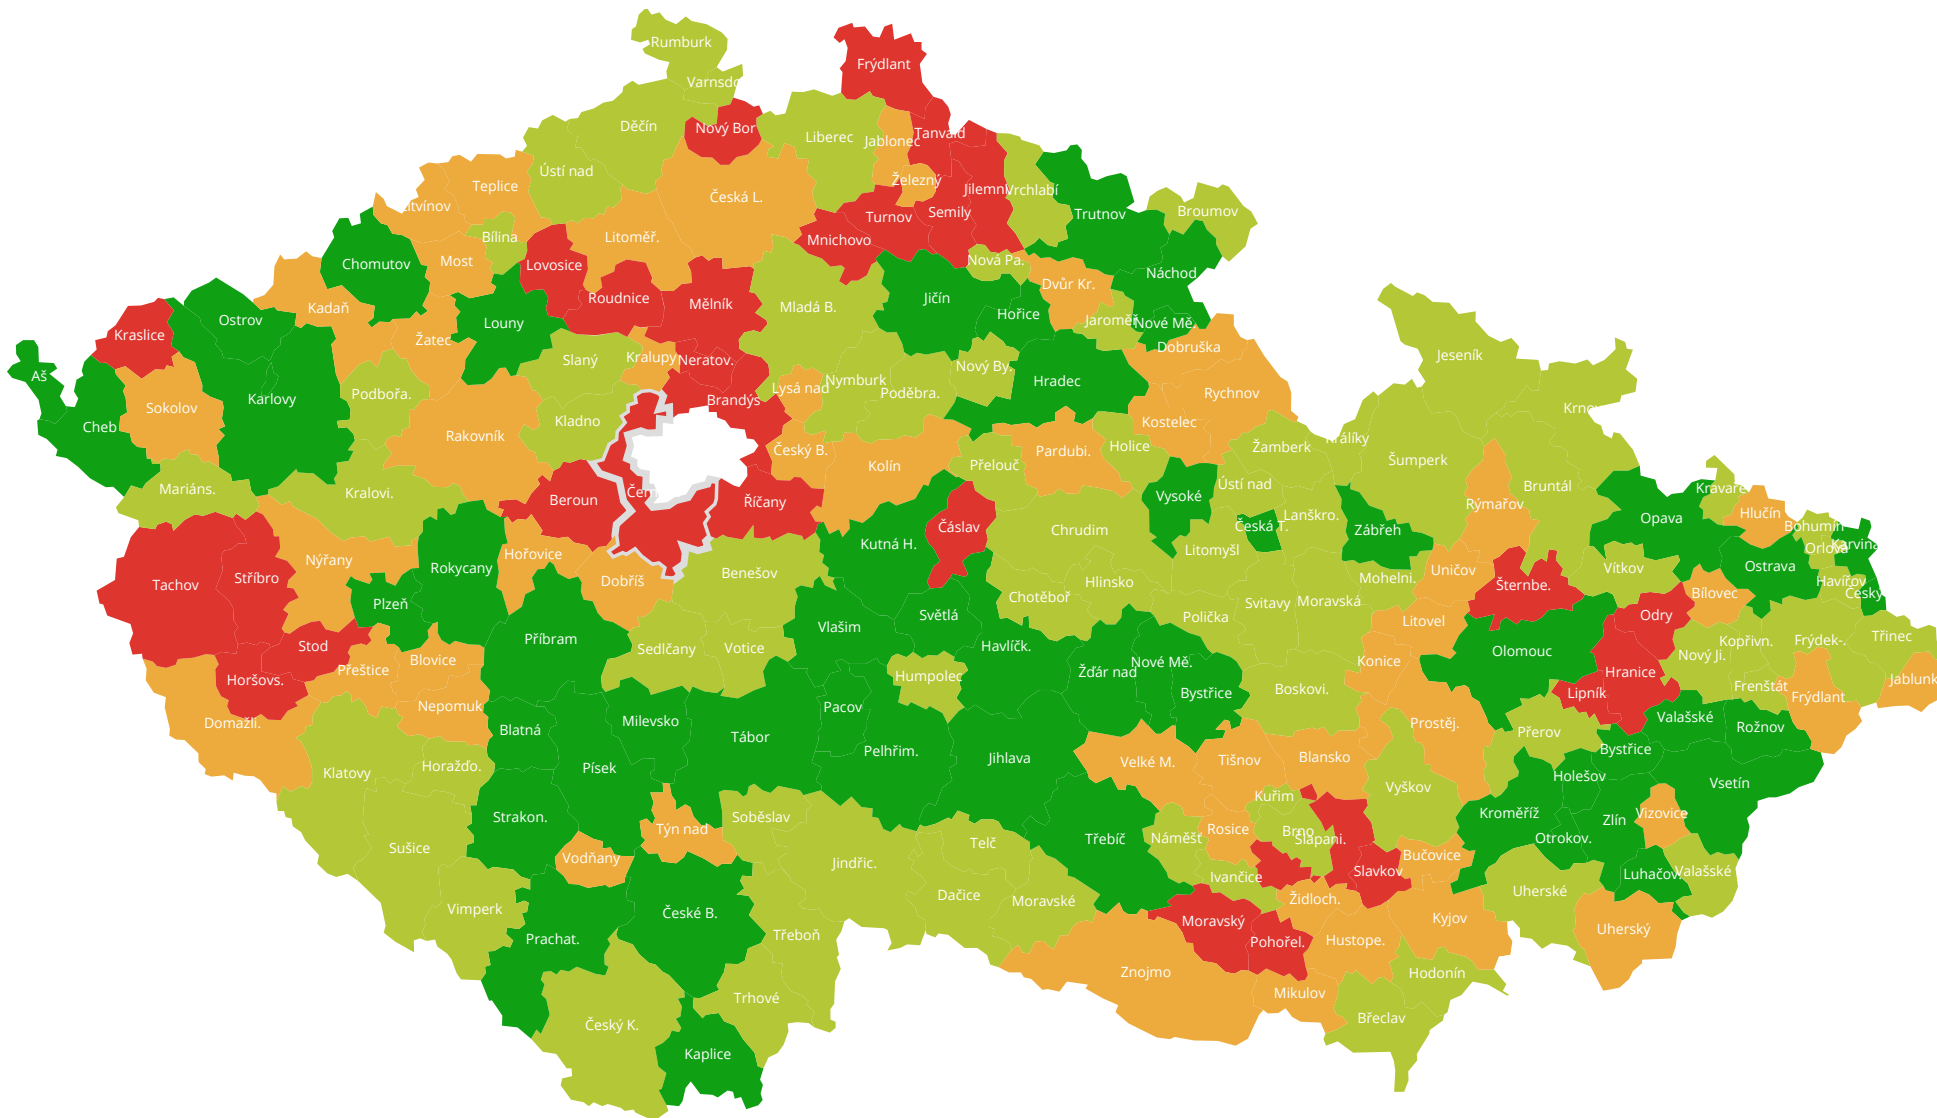 Rumburk
Frýdlant
Děčín
Nový Bor
Liberec
Jablonec
Tanvald
Ústí nad
Teplice
Železný
Jilemni
Vrchlabí
Česká L.
Turnov
Semily
Trutnov
Broumov
Bílina
Litoměř.
Mnichovo
Most
Lovosice
Chomutov
Nová Pa.
Náchod
Kadaň
Roudnice
Mělník
Mladá B.
Jičín
Dvůr Kr.
Ostrov
Louny
Hořice
Jaroměř
Nové Mě.
Kraslice
Žatec
Slaný
Kralupy
Neratov.
Dobruška
Jeseník
Aš
Podbořa.
Lysá nad
Nymburk
Nový By.
Hradec
Karlovy
Brandýs
Poděbra.
Rychnov
Sokolov
Cheb
Rakovník
Kladno
Kostelec
Český B.
Kolín
Přelouč
Pardubi.
Holice
Žamberk
Králíky
Šumperk
Mariáns.
Kralovi.
Beroun
Říčany
Vysoké
Ústí nad
Bruntál
Kravaře
Čáslav
Chrudim
Česká T.
Lanškro.
Zábřeh
Rýmařov
Opava
Hlučín
Bohumín
Nýřany
Hořovice
Kutná H.
Litomyšl
Orlová
Karviná
Tachov
Stříbro
Rokycany
Dobříš
Benešov
Hlinsko
Mohelni.
Uničov
Šternbe.
Vítkov
Ostrava
Havířov
Český
Plzeň
Chotěboř
Svitavy
Moravská
Bílovec
Světlá
Polička
Litovel
Odry
Příbram
Vlašim
Stod
Sedlčany
Votice
Havlíčk.
Olomouc
Kopřivn.
Frýdek-.
Třinec
Přeštice
Blovice
Humpolec
Žďár nad
Nové Mě.
Konice
Nový Ji.
Horšovs.
Hranice
Jablunk
Bystřice
Boskovi.
Lipník
Frenštát
Frýdlant
Domažli.
Nepomuk
Blatná
Milevsko
Pacov
Prostěj.
Přerov
Valašské
Rožnov
Tábor
Pelhřim.
Jihlava
Bystřice
Klatovy
Horažďo.
Písek
Velké M.
Tišnov
Blansko
Holešov
Vsetín
Vyškov
Kuřim
Strakon.
Soběslav
Kroměříž
Zlín
Vizovice
Týn nad
Rosice
Brno
Šlapani.
Sušice
Vodňany
Jindřic.
Telč
Třebíč
Náměšť
Otrokov.
Bučovice
Slavkov
Ivančice
Luhačov.
Valašské
Vimperk
České B.
Dačice
Moravské
Židloch.
Uherské
Prachat.
Třeboň
Moravský
Pohořel.
Hustope.
Kyjov
Uherský
Znojmo
Hodonín
Trhové
Mikulov
Český K.
Břeclav
Kaplice